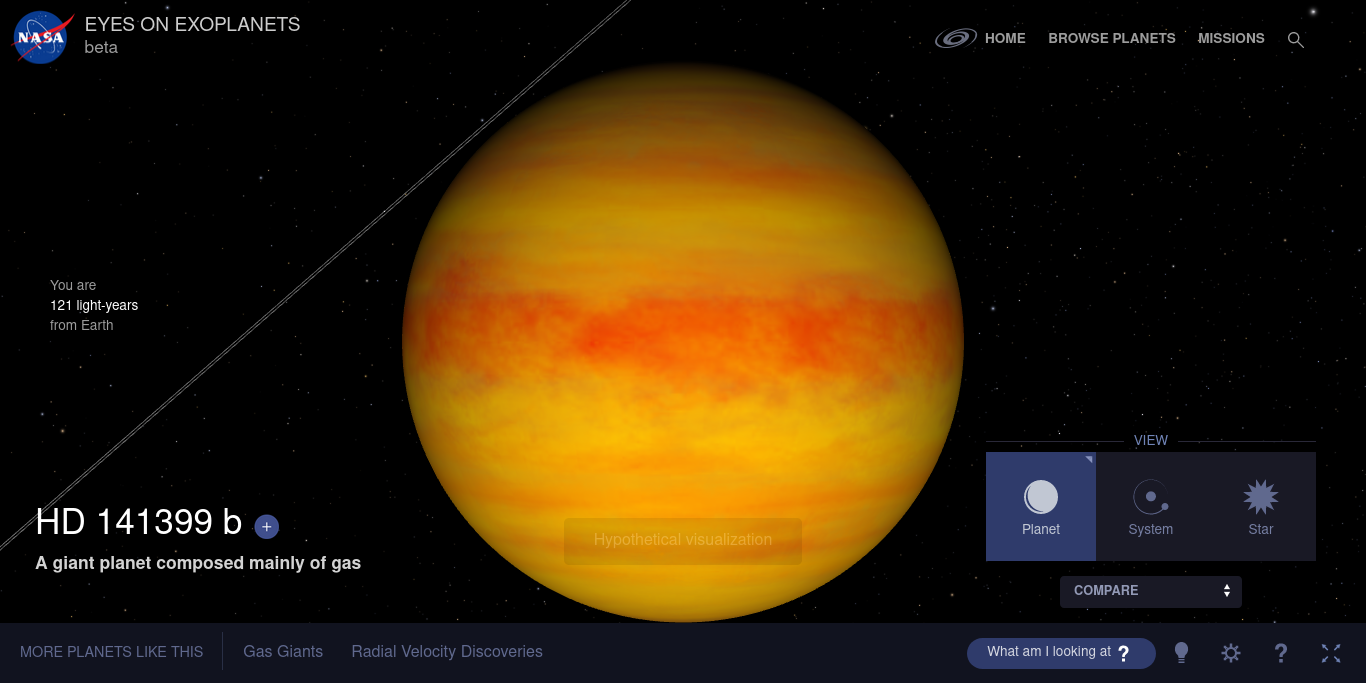 NASA
EYES ON EXOPLANETS
beta
HOME
BROWSE PLANETS
MISSIONS
You are
121 light-years
from Earth
HD 141399 b +
A giant planet composed mainly of gas
Hypothetical visualization
VIEW
Planet
System
Star
COMPARE
MORE PLANETS LIKE THIS
Gas Giants
Radial Velocity Discoveries
What am I looking at ?
?